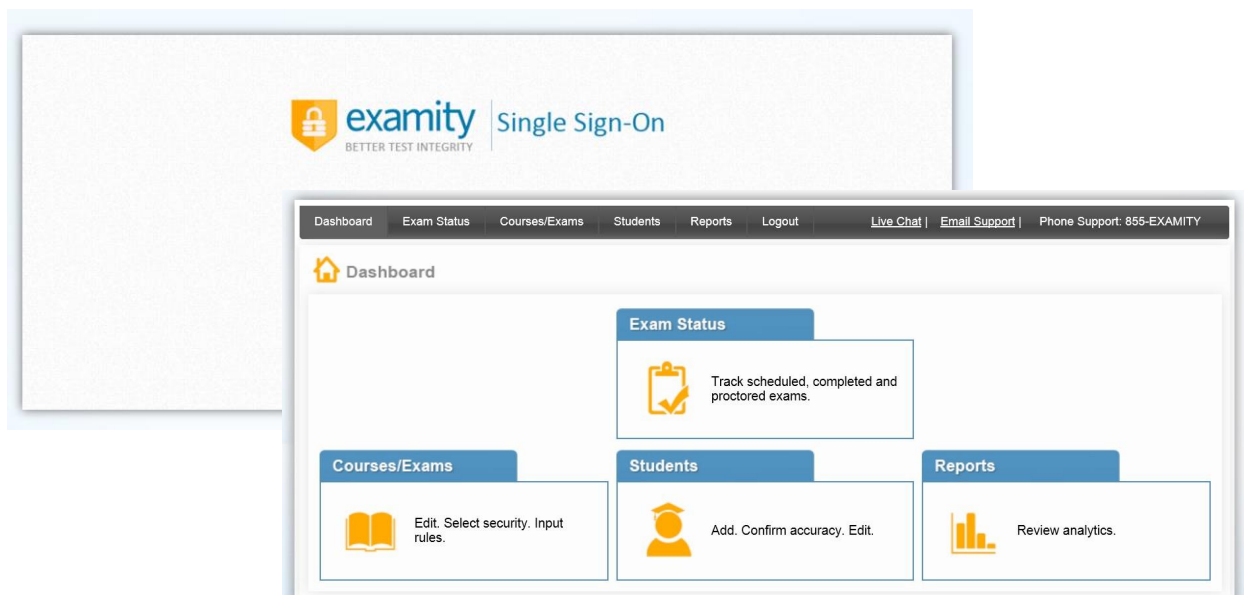 examity Single Sign-On
BETTER TEST INTEGRITY
Dashboard Exam Status Courses/Exams Students Reports Logout Live Chat | Email Support | Phone Support: 855-EXAMITY
Dashboard
Exam Status
Track scheduled, completed and
proctored exams.
Courses/Exams
Edit. Select security. Input
rules.
Students
Add. Confirm accuracy. Edit.
Reports
Review analytics.